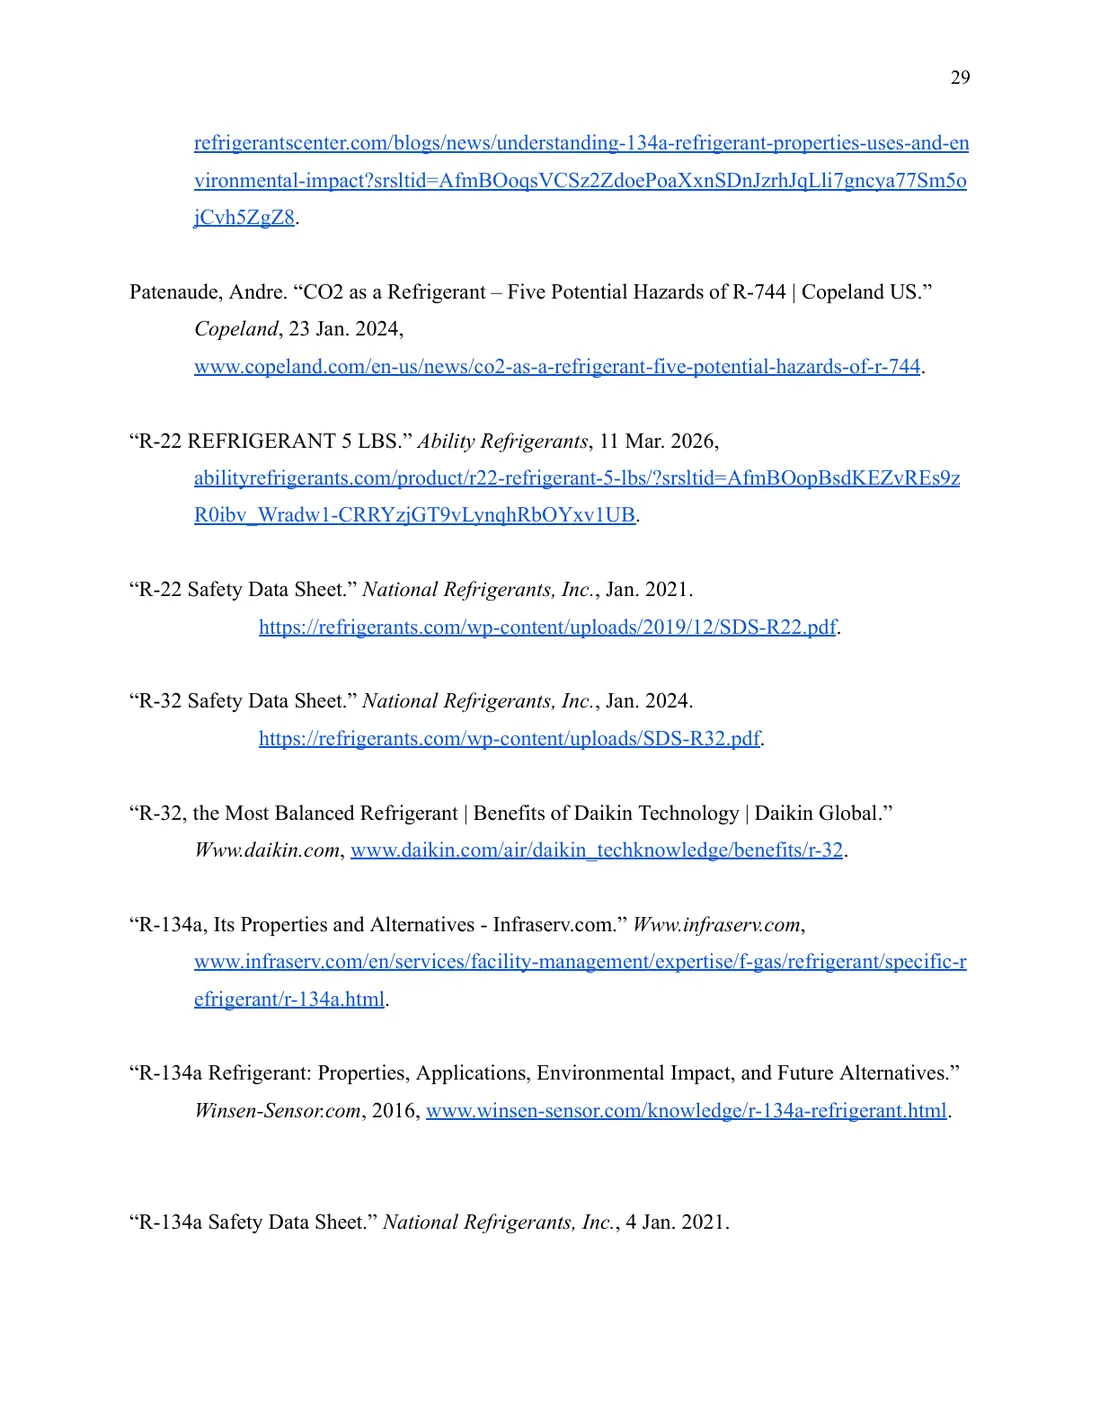 29
refrigerantscenter.com/blogs/news/understanding-134a-refrigerant-properties-uses-and-en
vironmental-impact?srsltid=AfmBOoqsVCSz2ZdoePoaXxnSDnJzrhJqLli7gncya77Sm5o
jCvh5ZgZ8.
Patenaude, Andre. “CO2 as a Refrigerant – Five Potential Hazards of R-744 | Copeland US.”
Copeland, 23 Jan. 2024,
www.copeland.com/en-us/news/co2-as-a-refrigerant-five-potential-hazards-of-r-744.
“R-22 REFRIGERANT 5 LBS.” Ability Refrigerants, 11 Mar. 2026,
abilityrefrigerants.com/product/r22-refrigerant-5-lbs/?srsltid=AfmBOopBsdKEZvREs9z
R0ibv_Wradw1-CRRYzjGT9vLynqhRbOYxv1UB.
“R-22 Safety Data Sheet.” National Refrigerants, Inc., Jan. 2021.
https://refrigerants.com/wp-content/uploads/2019/12/SDS-R22.pdf.
“R-32 Safety Data Sheet.” National Refrigerants, Inc., Jan. 2024.
https://refrigerants.com/wp-content/uploads/SDS-R32.pdf.
“R-32, the Most Balanced Refrigerant | Benefits of Daikin Technology | Daikin Global.”
Www.daikin.com, www.daikin.com/air/daikin_techknowledge/benefits/r-32.
“R-134a, Its Properties and Alternatives - Infraserv.com.” Www.infraserv.com,
www.infraserv.com/en/services/facility-management/expertise/f-gas/refrigerant/specific-r
efrigerant/r-134a.html.
“R-134a Refrigerant: Properties, Applications, Environmental Impact, and Future Alternatives.”
Winsen-Sensor.com, 2016, www.winsen-sensor.com/knowledge/r-134a-refrigerant.html.
“R-134a Safety Data Sheet.” National Refrigerants, Inc., 4 Jan. 2021.